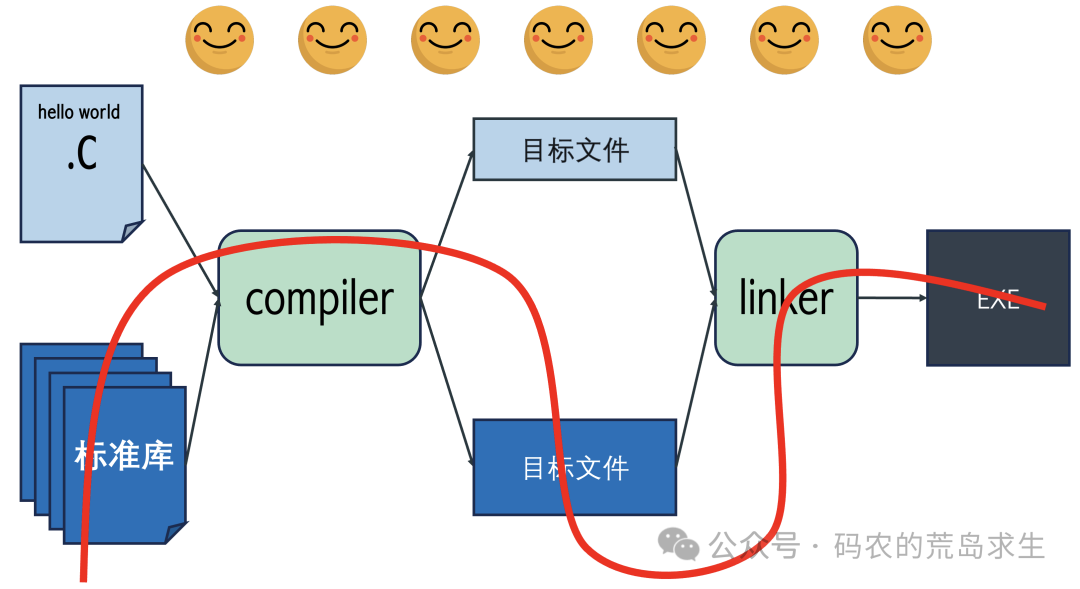 hello world
.C
目标文件
compiler
linker
EXE
标准库
目标文件
公众号 · 码农的荒岛求生